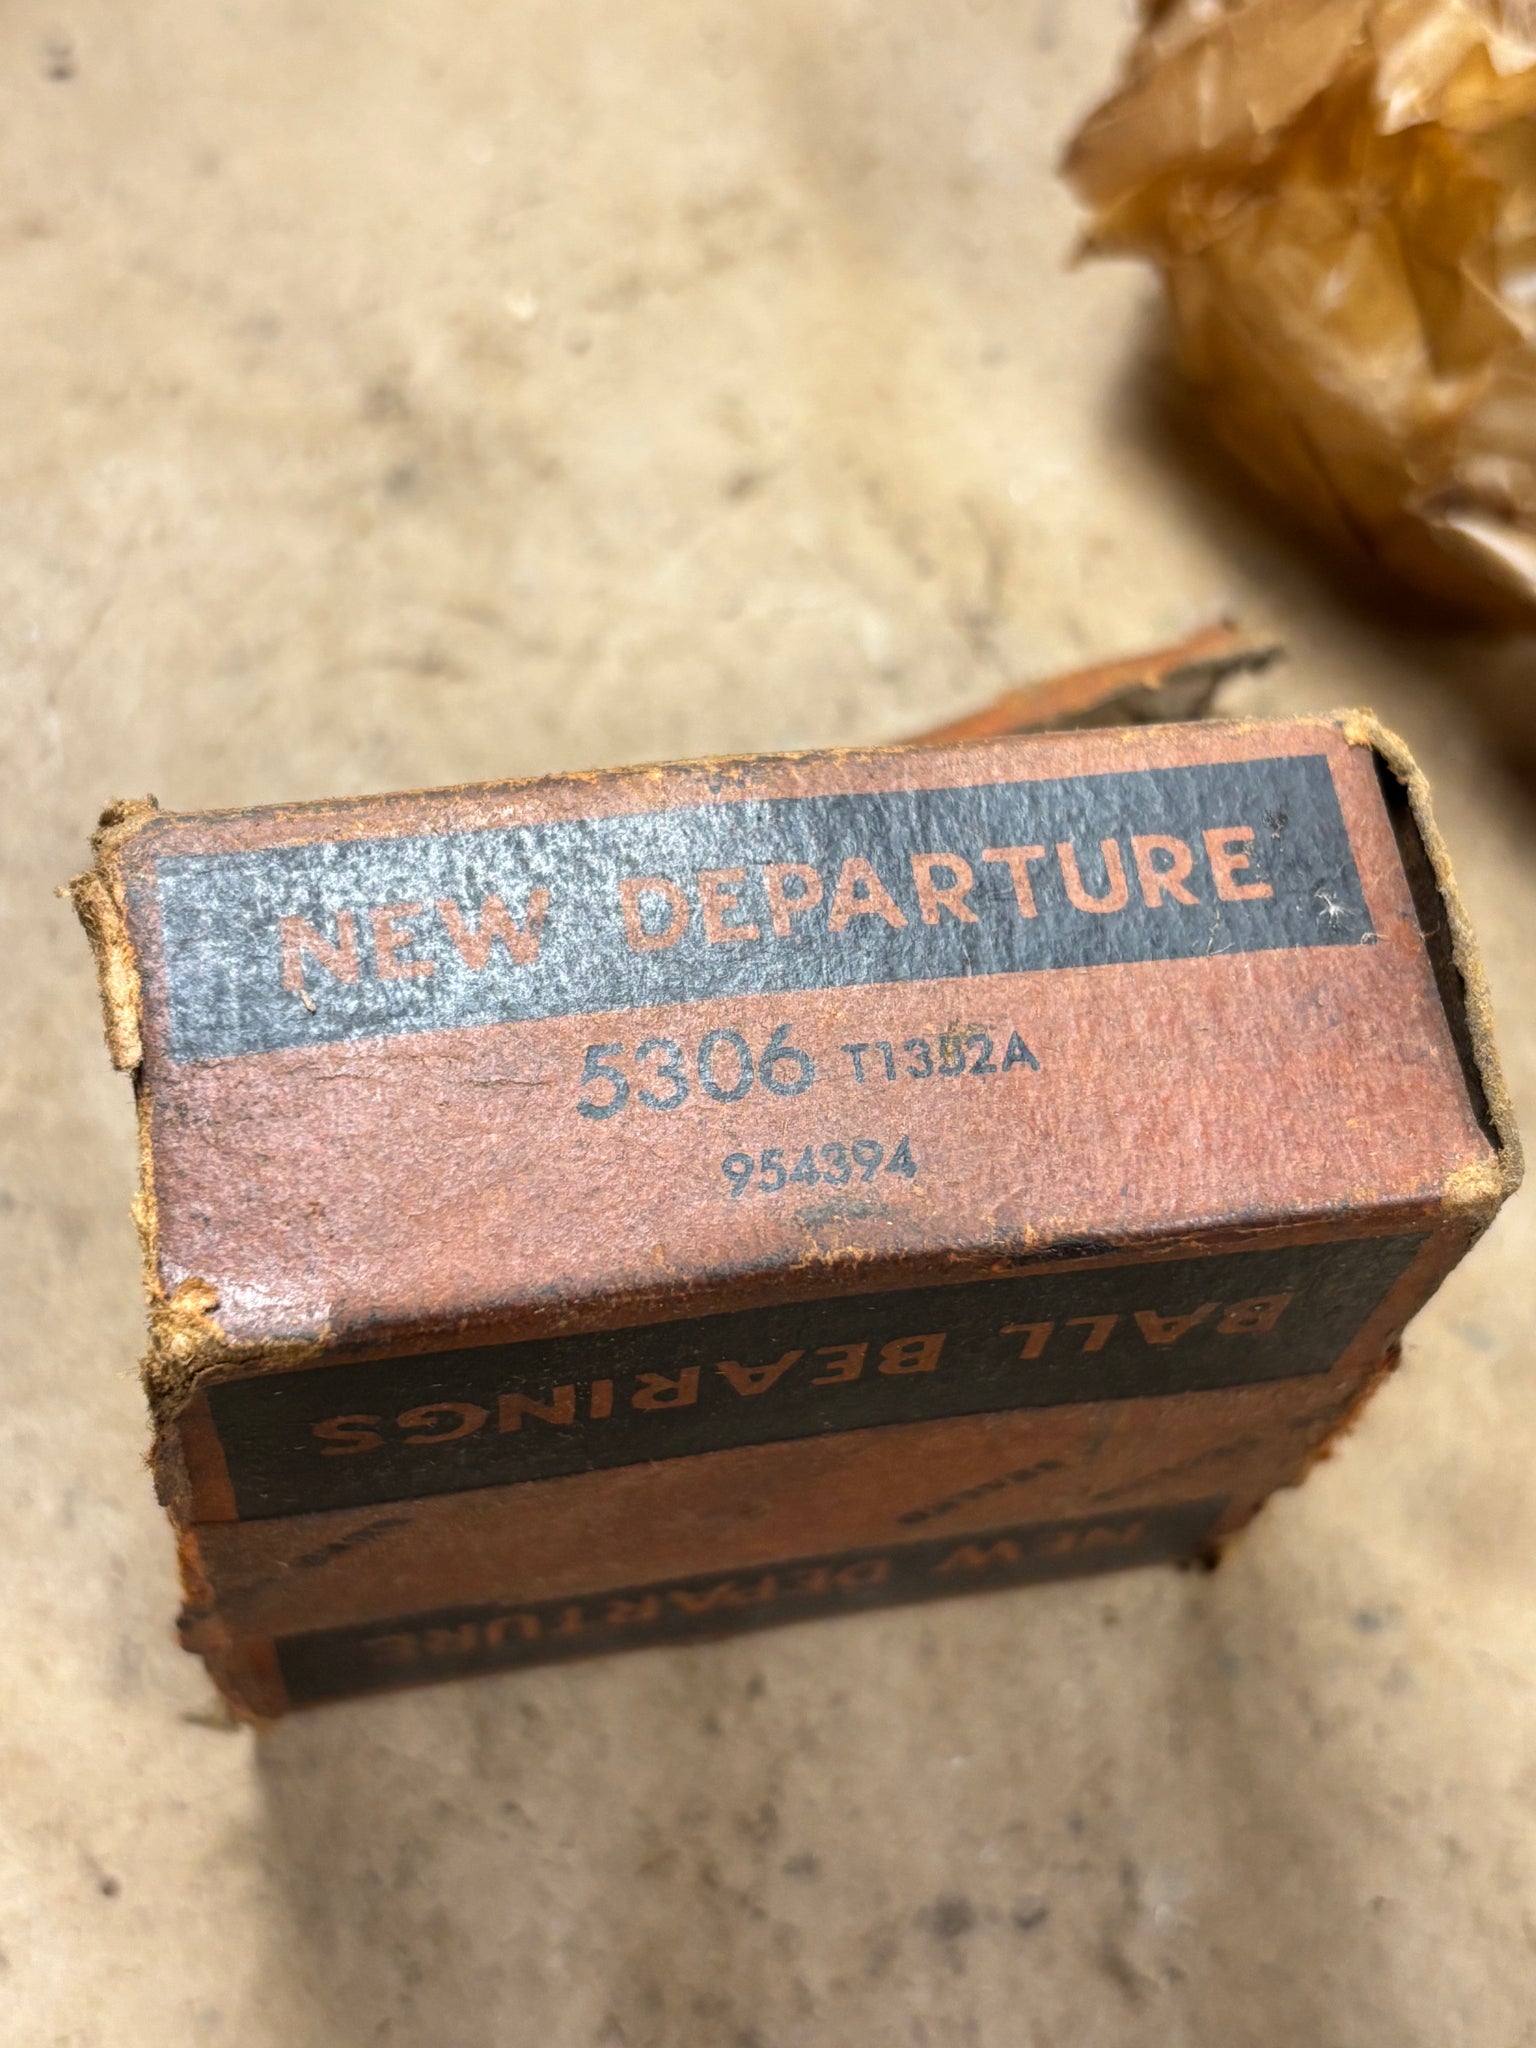 NEW DEPARTURE
5306 T1352A
954394
BALL BEARINGS
NEW DEPARTURE